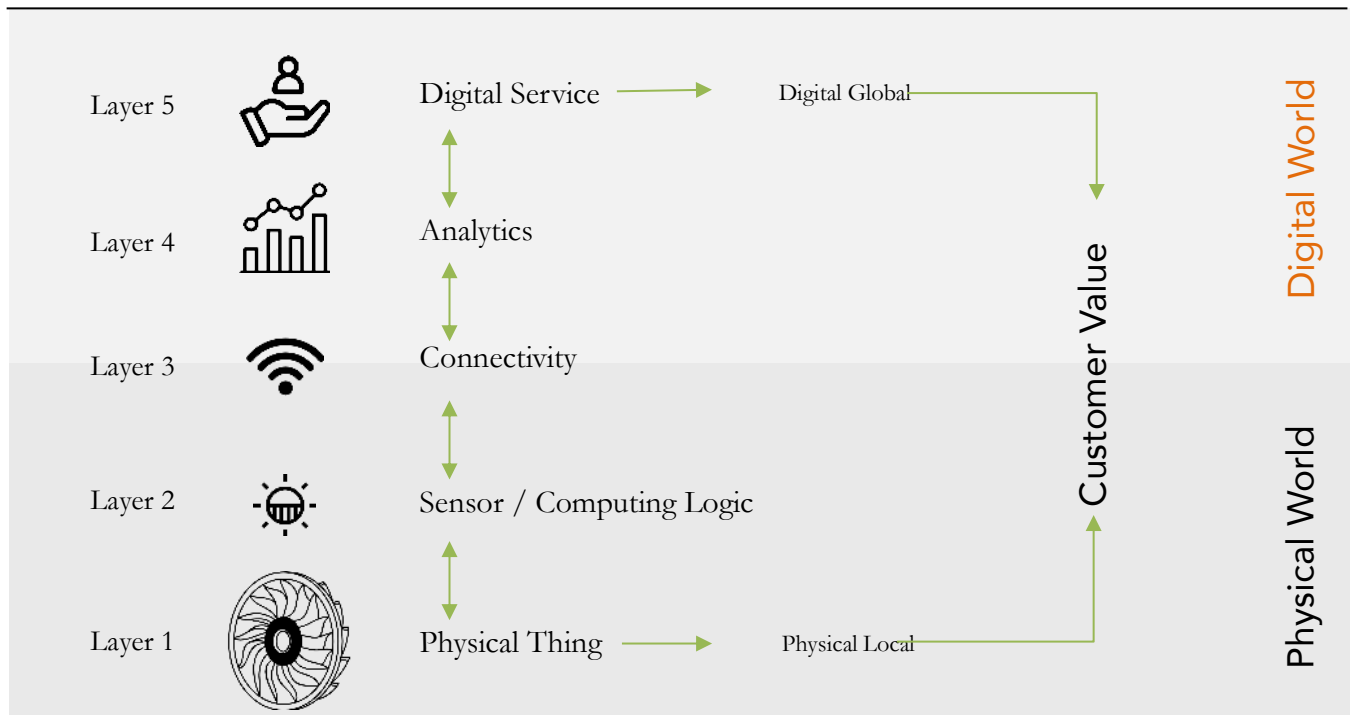 Layer 5
Digital Service
Digital Global
Layer 4
Analytics
Layer 3
Connectivity
Layer 2
Sensor / Computing Logic
Layer 1
Physical Thing
Physical Local
Customer Value
Digital World
Physical World